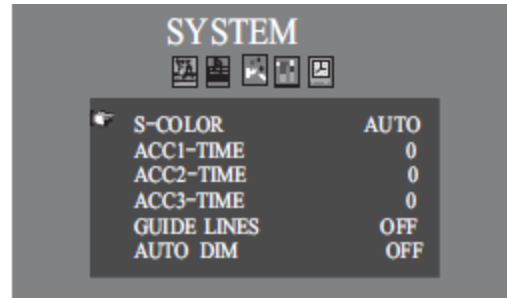 SYSTEM
S-COLOR AUTO
ACC1-TIME 0
ACC2-TIME 0
ACC3-TIME 0
GUIDE LINES OFF
AUTO DIM OFF